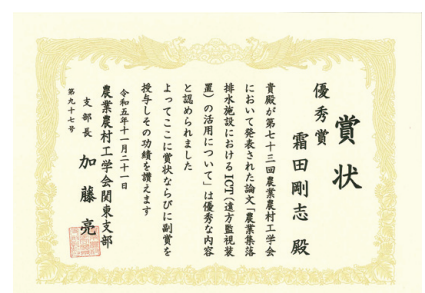 賞状
優秀賞
霜田剛志 殿
貴殿が第七十三回農業農村工学会
において発表された論文「農業集落
排水施設におけるICT(遠方監視装
置)の活用について」は優秀な内容
と認められました
よってここに賞状ならびに副賞を
授与しその功績を讃えます
令和五年十一月二十一日
農業農村工学会関東支部
支部長 加藤 亮
第九十七号